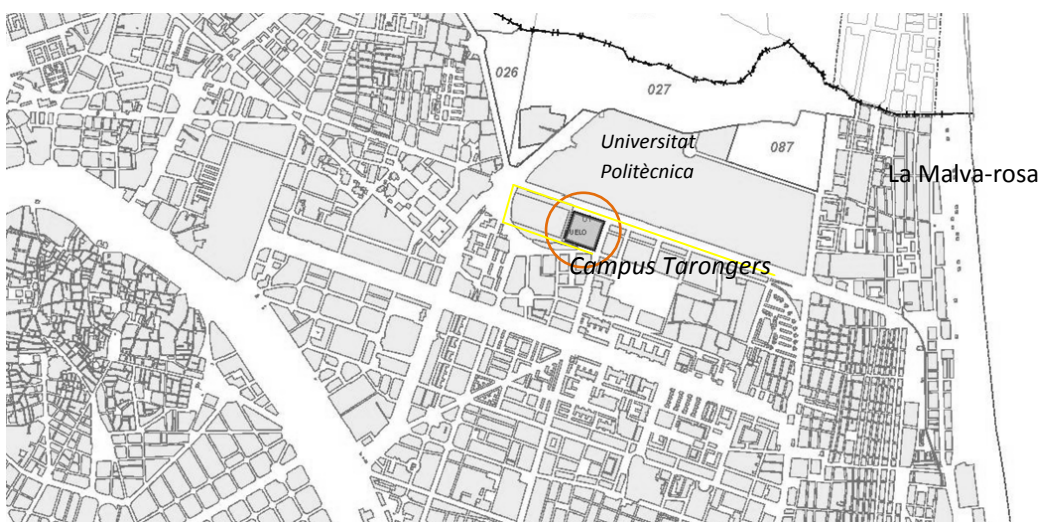 026
027
Universitat
Politècnica
087
La Malva-rosa
Campus Tarongers